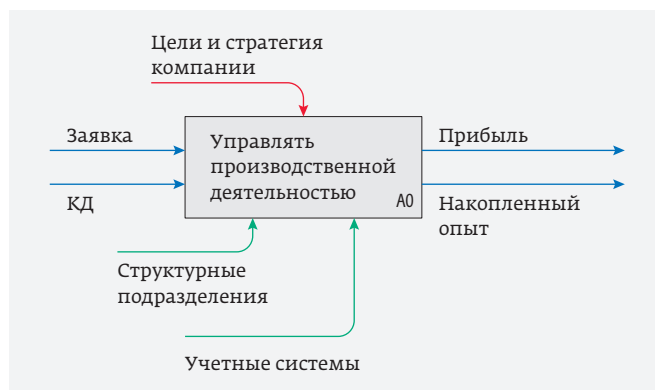 Цели и стратегия
компании
Заявка
КД
Управлять
производственной
деятельностью
A0
Прибыль
Накопленный
опыт
Структурные
подразделения
Учетные системы